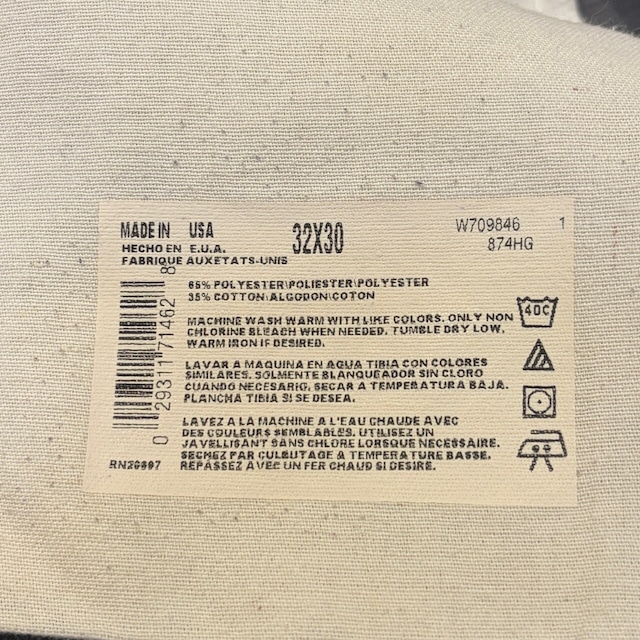 MADE IN USA
32X30
W709846 1
HECHO EN E.U.A.
874HG
FABRIQUE AUXETATS-UNIS
65% POLYESTER\POLIESTER\POLYESTER
35% COTTON\ALGODON\COTON
MACHINE WASH WARM WITH LIKE COLORS. ONLY NON
CHLORINE BLEACH WHEN NEEDED. TUMBLE DRY LOW.
WARM IRON IF DESIRED.
40C
LAVAR A MAQUINA EN AGUA TIBIA CON COLORES
SIMILARES. SOLMENTE BLANQUEADOR SIN CLORO
CUANDO NECESARIG, SECAR A TEMPERATURA BAJA.
PLANCHA TIBIA SI SE DESEA.
LAVEZ A LA MACHINE A L'EAU CHAUDE AVEC
DES COULEURS SEMBLABLES. UTILISEZ UN
JAVELLISANT SANS CHLORE LORSQUE NECESSAIRE.
SECHEZ PAR CULBUTAGE A TEMPERATURE BASSE.
REPASSEZ AVEC UN FER CHAUD SI DESIRE.
0 29311 71462 8